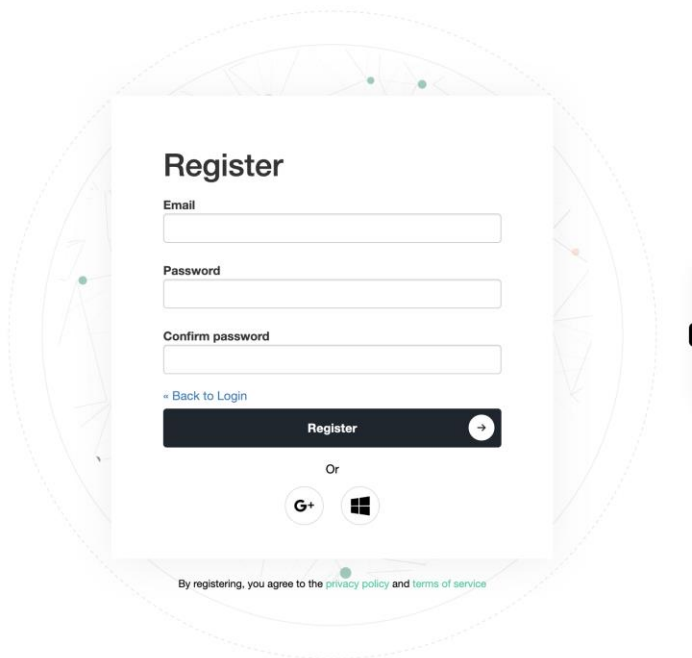 Register
Email
Password
Confirm password
« Back to Login
Register
Or
G+
By registering, you agree to the privacy policy and terms of service